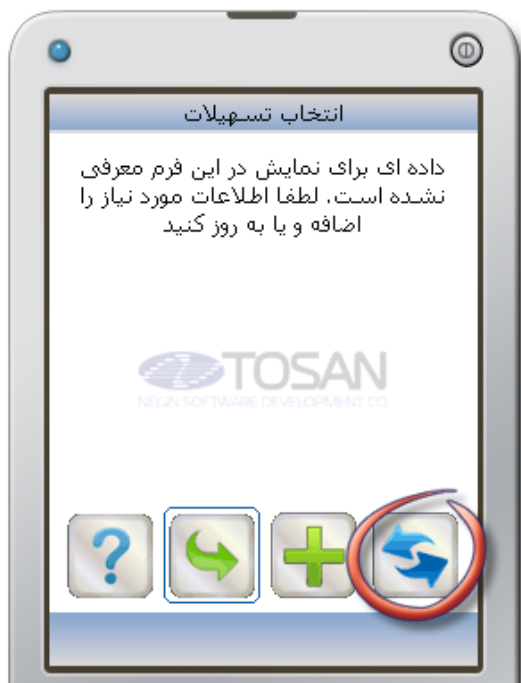 انتخاب تسهیلات
داده ای برای نمایش در این فرم معرفی
نشده است. لطفا اطلاعات مورد نیاز را
اضافه و یا به روز کنید
TOSAN
NEGIN SOFTWARE DEVELOPMENT CO.